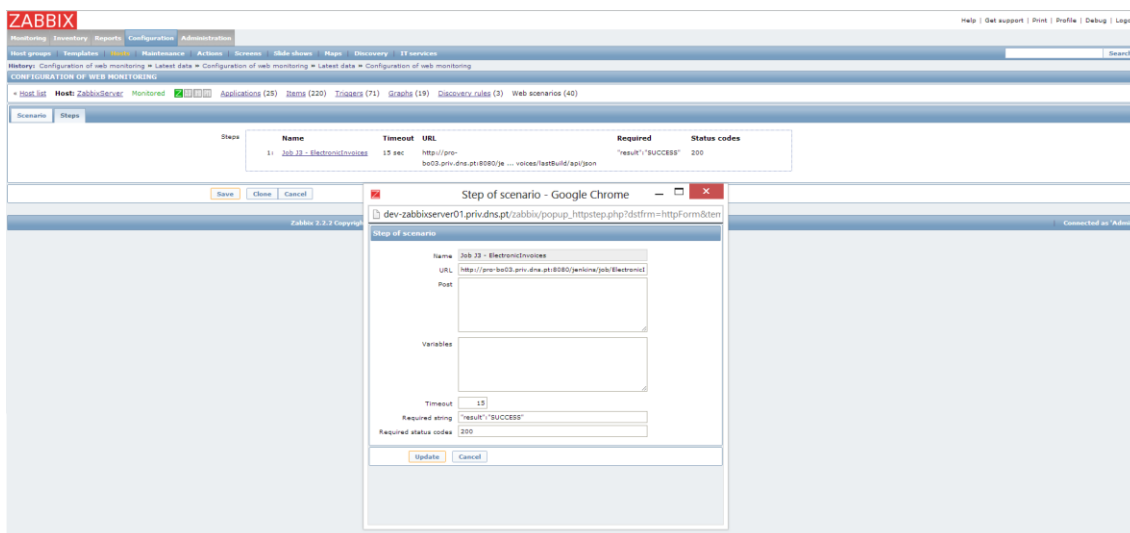 ZABBIX
Help | Get support | Print | Profile | Debug | Logo
Monitoring Inventory Reports Configuration Administration
Host groups | Templates | Hosts | Maintenance | Actions | Screens | Slide shows | Maps | Discovery | IT services
Search
History: Configuration of web monitoring » Latest data » Configuration of web monitoring » Latest data » Configuration of web monitoring
CONFIGURATION OF WEB MONITORING
« Host list Host: ZabbixServer Monitored Applications (25) Items (220) Triggers (71) Graphs (19) Discovery rules (3) Web scenarios (40)
Scenario Steps
Steps Name Timeout URL Required Status codes
1: Job J3 - ElectronicInvoices 15 sec http://pro-bo03.priv.dns.pt:8080/je ... voices/lastBuild/api/json "result":"SUCCESS" 200
Save Clone Cancel
Zabbix 2.3.3 Copyrigh
Connected as 'Admi
Step of scenario - Google Chrome
dev-zabbixserver01.priv.dns.pt/zabbix/popup_httpstep.php?dstfrm=httpForm&tem
Step of scenario
Name Job J3 - ElectronicInvoices
URL http://pro-bo03.priv.dns.pt:8080/jenkins/job/ElectronicI
Post
Variables
Timeout 15
Required string "result":"SUCCESS"
Required status codes 200
Update Cancel